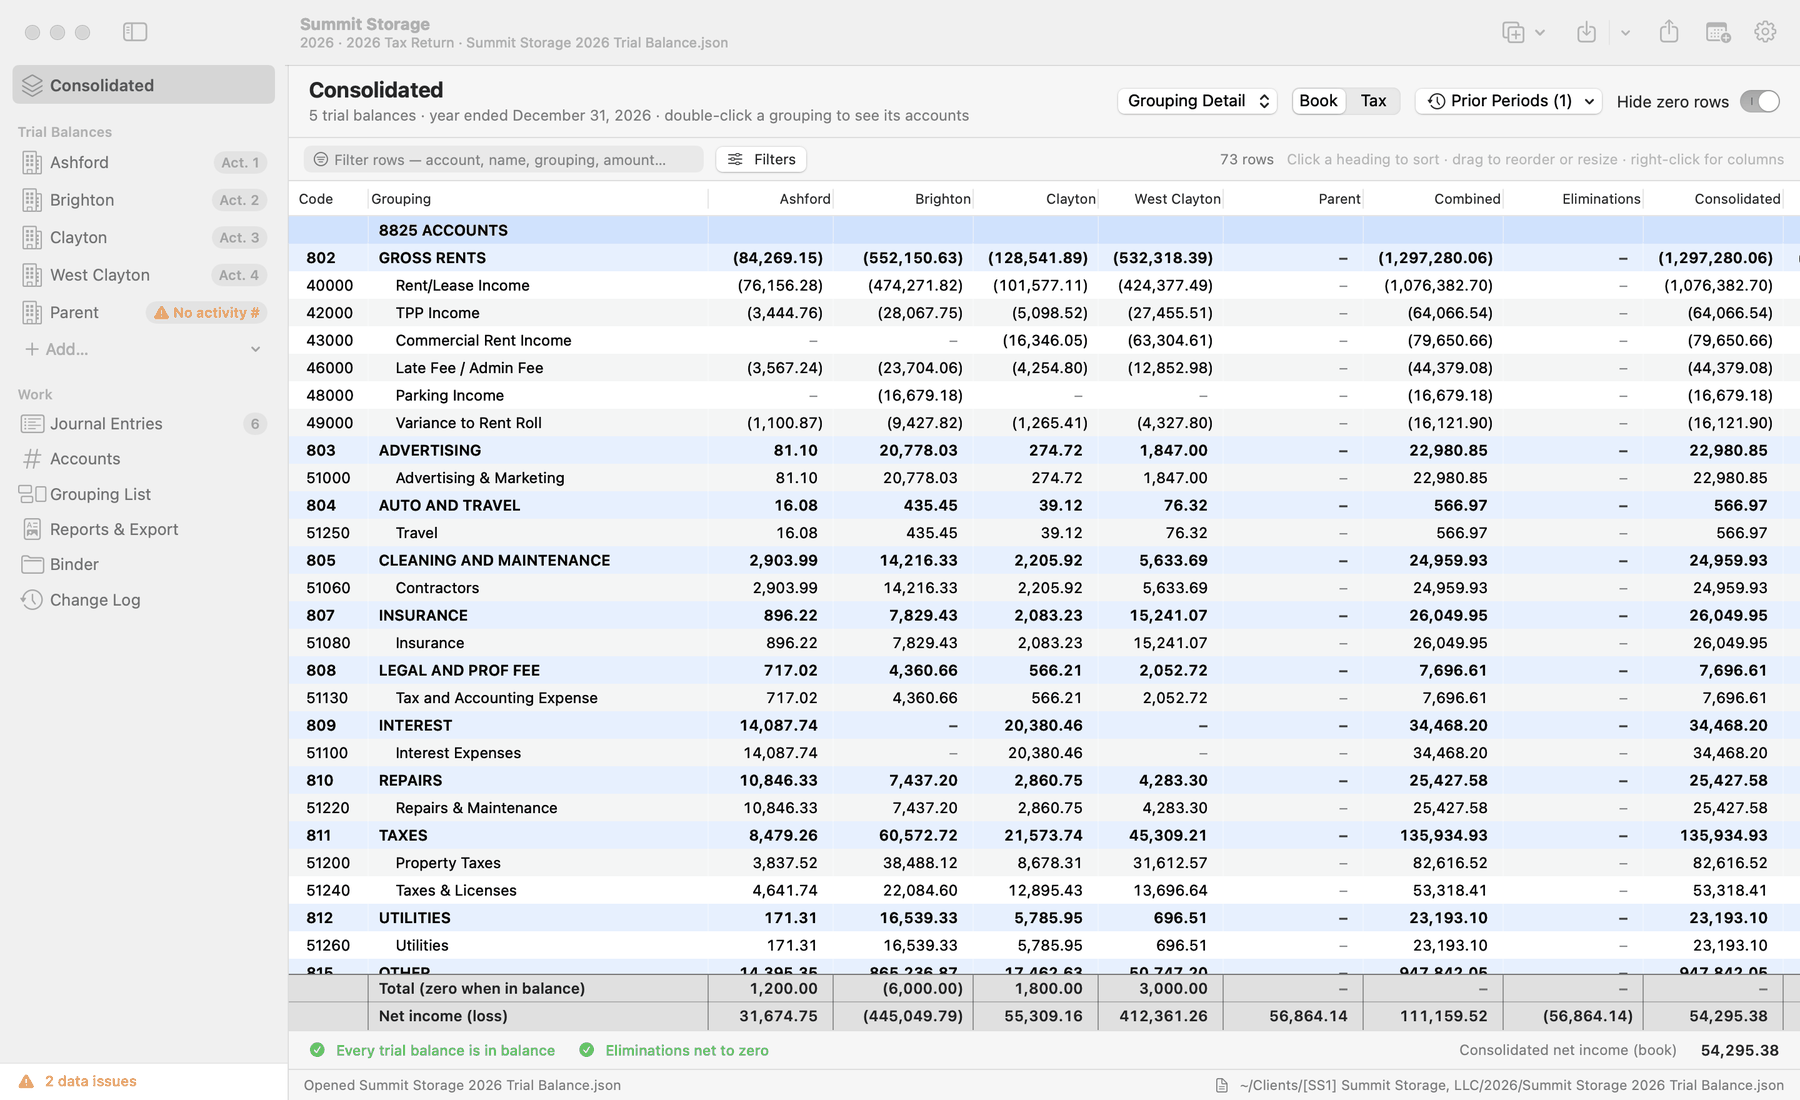 Summit Storage
2026 · 2026 Tax Return · Summit Storage 2026 Trial Balance.json
Consolidated
Trial Balances
Ashford Act. 1
Brighton Act. 2
Clayton Act. 3
West Clayton Act. 4
Parent No activity #
Add...
Work
Journal Entries 6
Accounts
Grouping List
Reports & Export
Binder
Change Log
2 data issues
Consolidated
5 trial balances · year ended December 31, 2026 · double-click a grouping to see its accounts
Grouping Detail Book Tax Prior Periods (1) Hide zero rows
Filter rows — account, name, grouping, amount... Filters 73 rows Click a heading to sort · drag to reorder or resize · right-click for columns
Code Grouping Ashford Brighton Clayton West Clayton Parent Combined Eliminations Consolidated
8825 ACCOUNTS
802 GROSS RENTS (84,269.15) (552,150.63) (128,541.89) (532,318.39) – (1,297,280.06) – (1,297,280.06)
40000 Rent/Lease Income (76,156.28) (474,271.82) (101,577.11) (424,377.49) – (1,076,382.70) – (1,076,382.70)
42000 TPP Income (3,444.76) (28,067.75) (5,098.52) (27,455.51) – (64,066.54) – (64,066.54)
43000 Commercial Rent Income – – (16,346.05) (63,304.61) – (79,650.66) – (79,650.66)
46000 Late Fee / Admin Fee (3,567.24) (23,704.06) (4,254.80) (12,852.98) – (44,379.08) – (44,379.08)
48000 Parking Income – (16,679.18) – – – (16,679.18) – (16,679.18)
49000 Variance to Rent Roll (1,100.87) (9,427.82) (1,265.41) (4,327.80) – (16,121.90) – (16,121.90)
803 ADVERTISING 81.10 20,778.03 274.72 1,847.00 – 22,980.85 – 22,980.85
51000 Advertising & Marketing 81.10 20,778.03 274.72 1,847.00 – 22,980.85 – 22,980.85
804 AUTO AND TRAVEL 16.08 435.45 39.12 76.32 – 566.97 – 566.97
51250 Travel 16.08 435.45 39.12 76.32 – 566.97 – 566.97
805 CLEANING AND MAINTENANCE 2,903.99 14,216.33 2,205.92 5,633.69 – 24,959.93 – 24,959.93
51060 Contractors 2,903.99 14,216.33 2,205.92 5,633.69 – 24,959.93 – 24,959.93
807 INSURANCE 896.22 7,829.43 2,083.23 15,241.07 – 26,049.95 – 26,049.95
51080 Insurance 896.22 7,829.43 2,083.23 15,241.07 – 26,049.95 – 26,049.95
808 LEGAL AND PROF FEE 717.02 4,360.66 566.21 2,052.72 – 7,696.61 – 7,696.61
51130 Tax and Accounting Expense 717.02 4,360.66 566.21 2,052.72 – 7,696.61 – 7,696.61
809 INTEREST 14,087.74 – 20,380.46 – – 34,468.20 – 34,468.20
51100 Interest Expenses 14,087.74 – 20,380.46 – – 34,468.20 – 34,468.20
810 REPAIRS 10,846.33 7,437.20 2,860.75 4,283.30 – 25,427.58 – 25,427.58
51220 Repairs & Maintenance 10,846.33 7,437.20 2,860.75 4,283.30 – 25,427.58 – 25,427.58
811 TAXES 8,479.26 60,572.72 21,573.74 45,309.21 – 135,934.93 – 135,934.93
51200 Property Taxes 3,837.52 38,488.12 8,678.31 31,612.57 – 82,616.52 – 82,616.52
51240 Taxes & Licenses 4,641.74 22,084.60 12,895.43 13,696.64 – 53,318.41 – 53,318.41
812 UTILITIES 171.31 16,539.33 5,785.95 696.51 – 23,193.10 – 23,193.10
51260 Utilities 171.31 16,539.33 5,785.95 696.51 – 23,193.10 – 23,193.10
815 OTHER 14,395.35 865,236.87 17,462.63 50,747.20 – 947,842.05 – 947,842.05
Total (zero when in balance) 1,200.00 (6,000.00) 1,800.00 3,000.00 – – – –
Net income (loss) 31,674.75 (445,049.79) 55,309.16 412,361.26 56,864.14 111,159.52 (56,864.14) 54,295.38
Every trial balance is in balance Eliminations net to zero Consolidated net income (book) 54,295.38
Opened Summit Storage 2026 Trial Balance.json ~/Clients/[SS1] Summit Storage, LLC/2026/Summit Storage 2026 Trial Balance.json